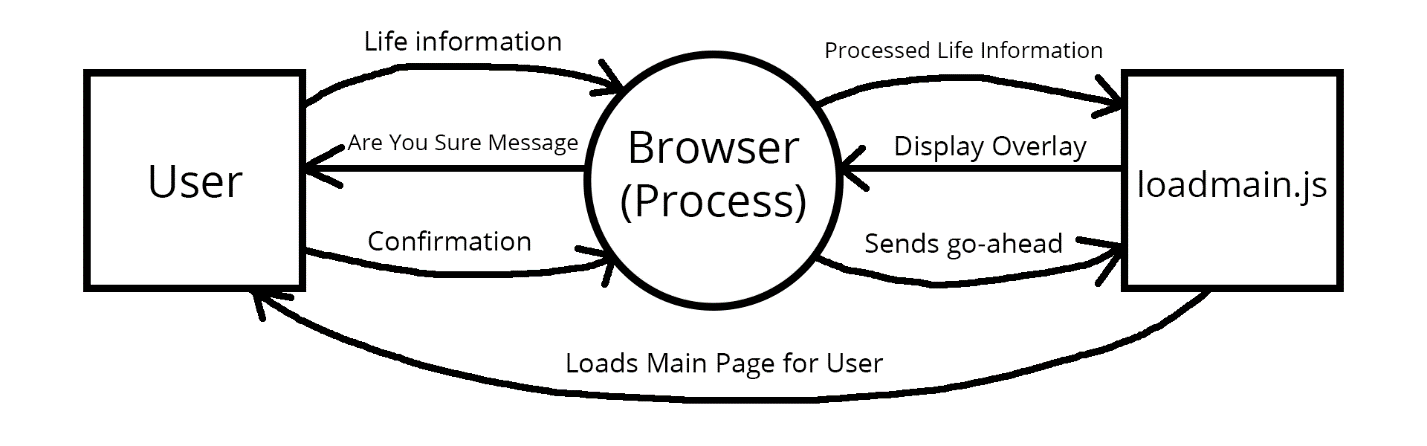 Life information
Processed Life Information
Are You Sure Message
Display Overlay
User
Browser
(Process)
loadmain.js
Confirmation
Sends go-ahead
Loads Main Page for User